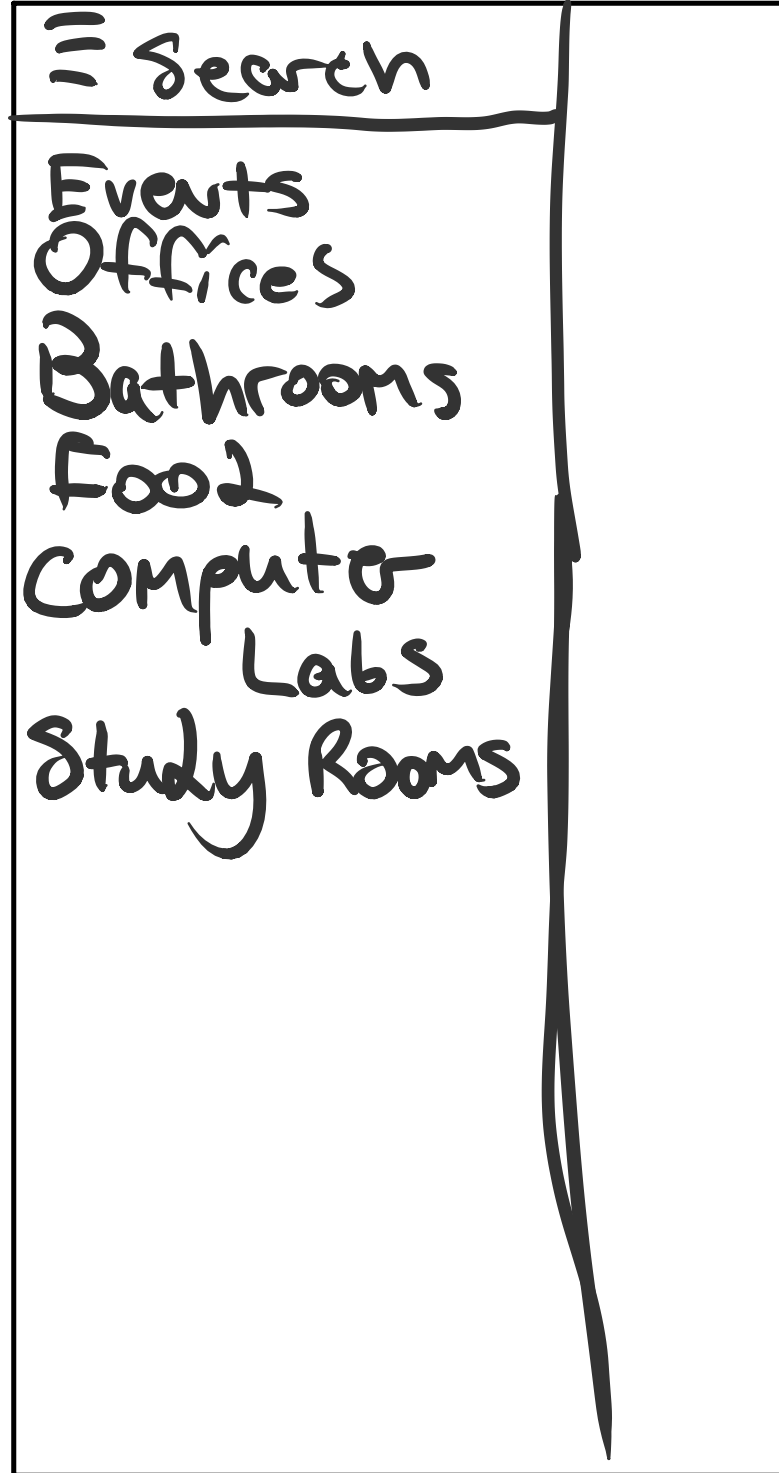 Search
Events
Offices
Bathrooms
Food
Computer
Labs
Study Rooms